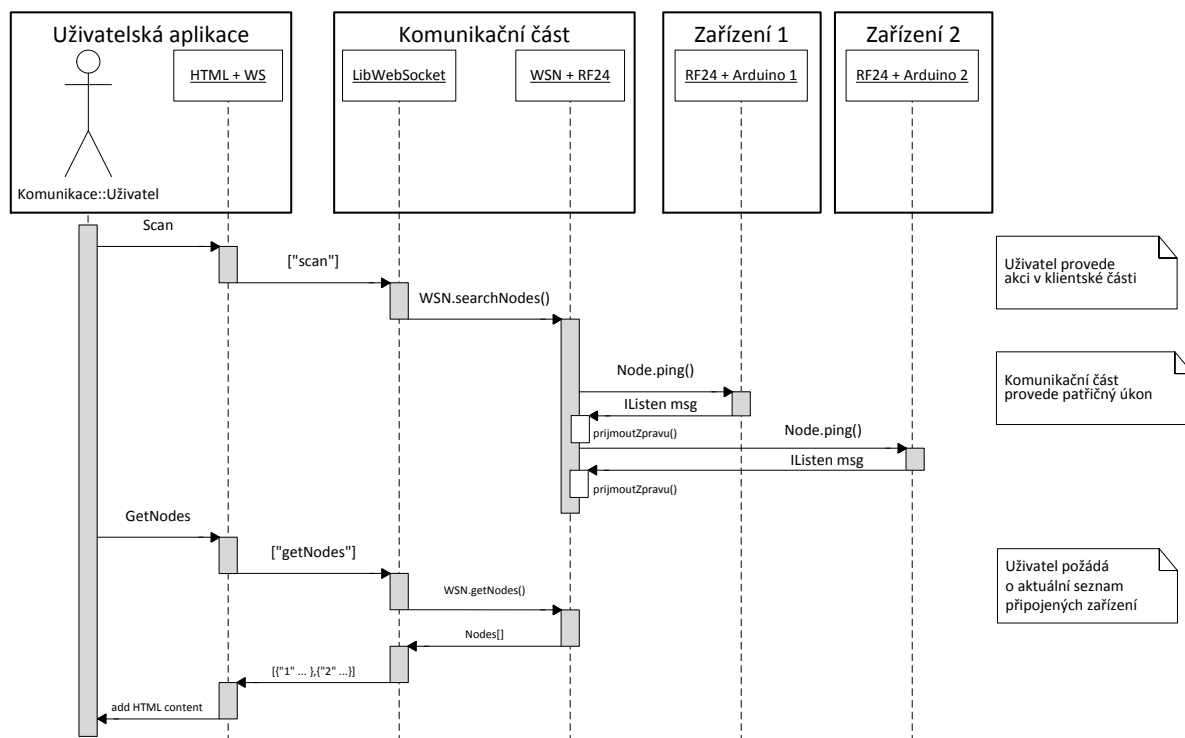 Uživatelská aplikace
Komunikační část
Zařízení 1
Zařízení 2
HTML + WS
LibWebSocket
WSN + RF24
RF24 + Arduino 1
RF24 + Arduino 2
Komunikace::Uživatel
Scan
["scan"]
WSN.searchNodes()
Uživatel provede
akci v klientské části
Node.ping()
IListen msg
prijmoutZpravu()
Komunikační část
provede patřičný úkon
Node.ping()
IListen msg
prijmoutZpravu()
GetNodes
["getNodes"]
WSN.getNodes()
Uživatel požádá
o aktuální seznam
připojených zařízení
Nodes[]
[{"1" ... },{"2" ...}]
add HTML content